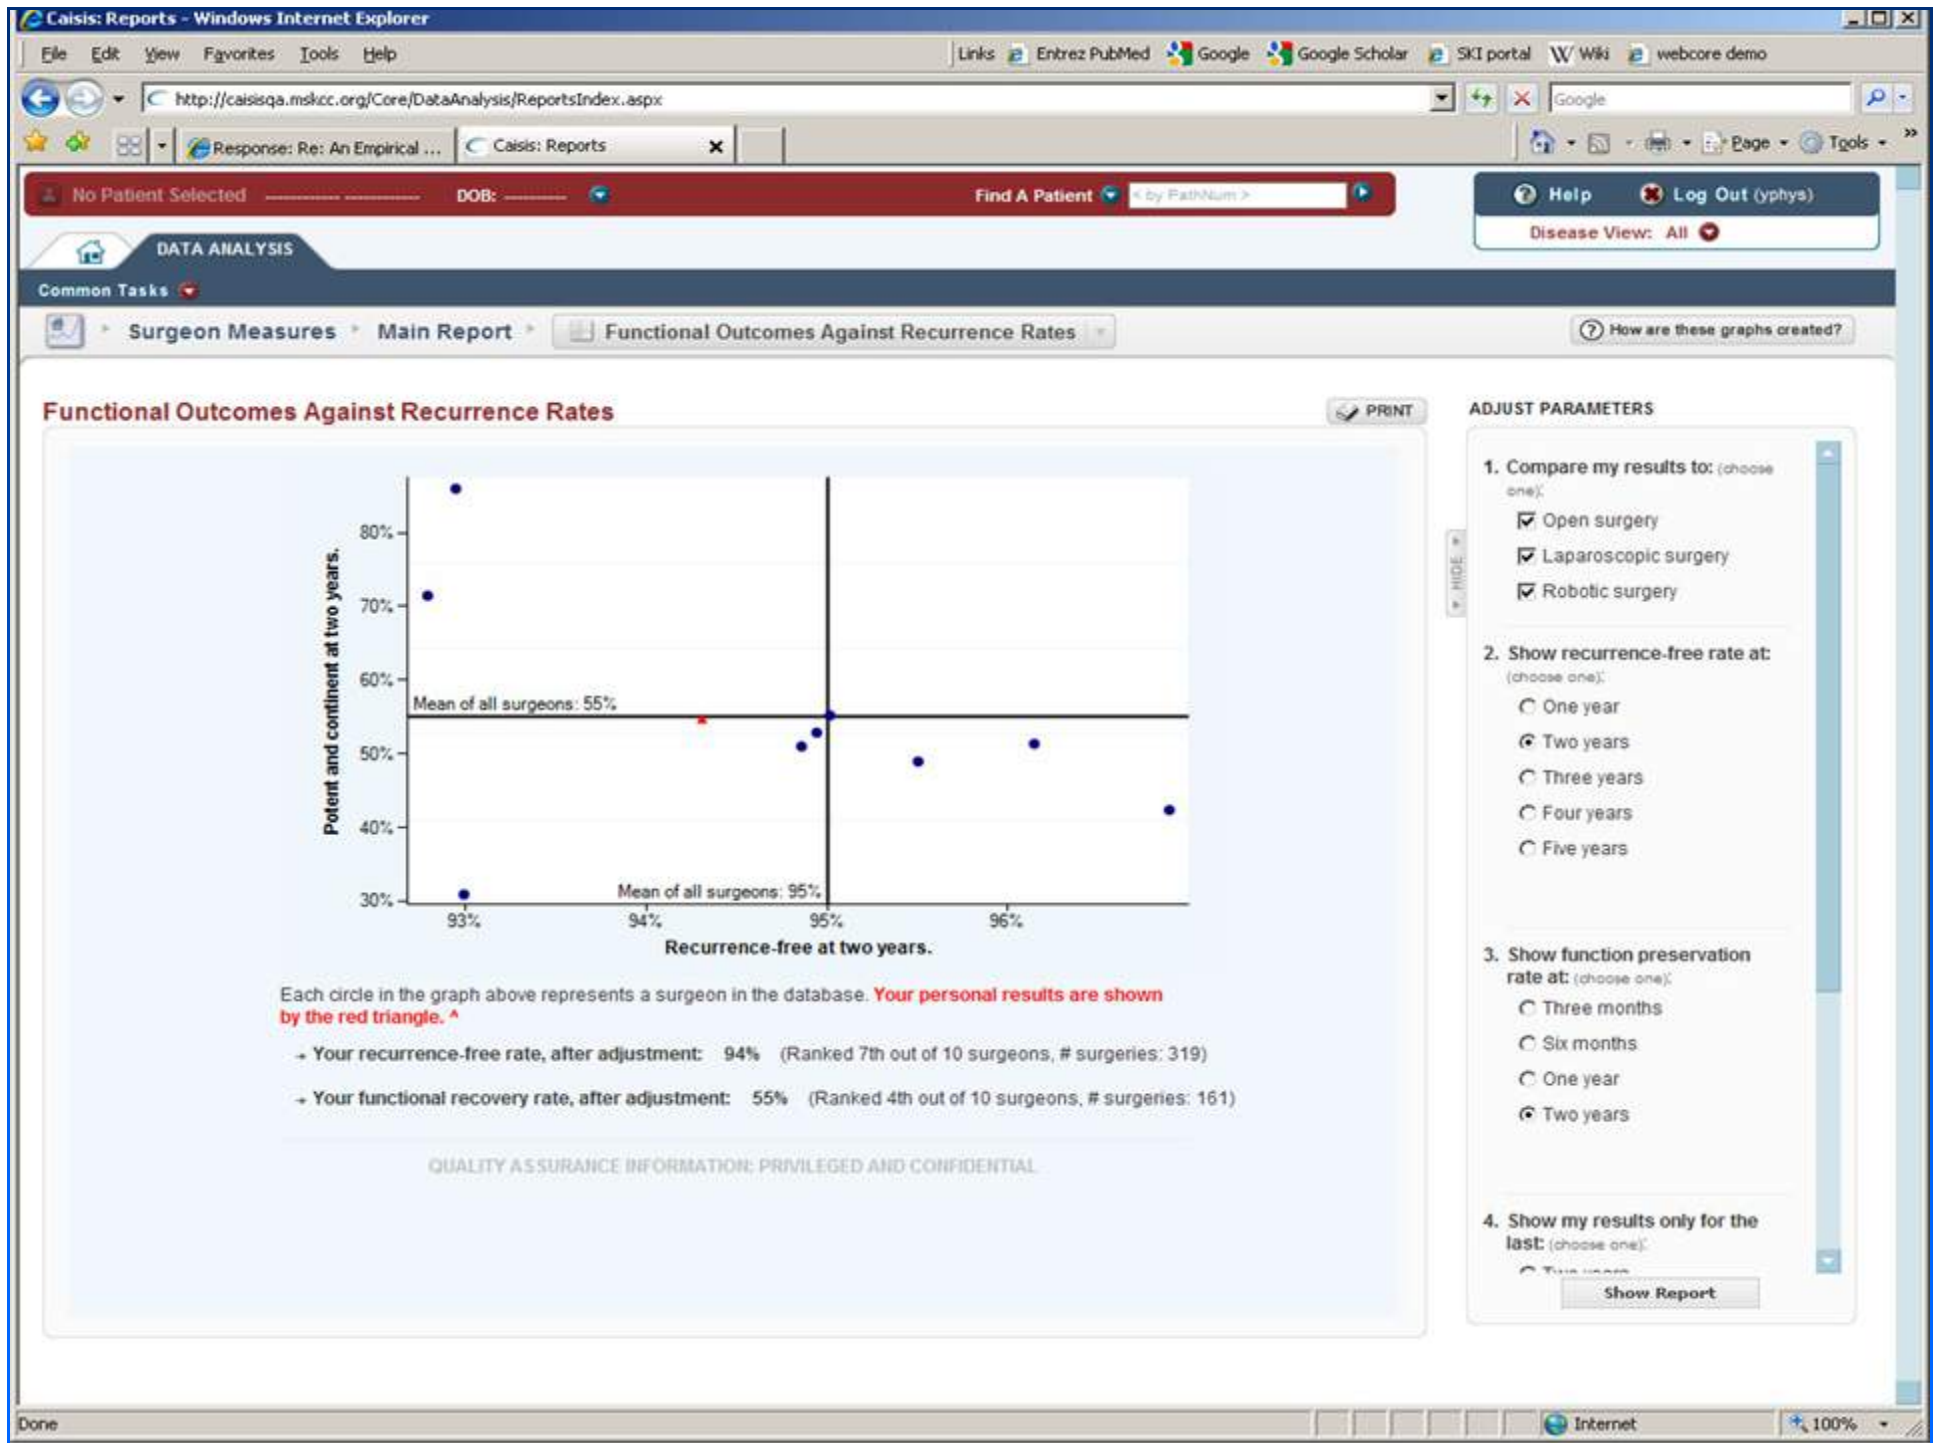 Caisis: Reports - Windows Internet Explorer
File Edit View Favorites Tools Help
Links Entrez PubMed Google Google Scholar SKI portal Wiki webcore demo
http://caisisqa.mskcc.org/Core/DataAnalysis/ReportsIndex.aspx
Google
Response: Re: An Empirical ...
Caisis: Reports
Page Tools »
No Patient Selected DOB:
Find A Patient < by PathNum >
Help Log Out (yphys)
Disease View: All
DATA ANALYSIS
Common Tasks
Surgeon Measures Main Report Functional Outcomes Against Recurrence Rates
How are these graphs created?
Functional Outcomes Against Recurrence Rates
PRINT
Potent and continent at two years.
80%
70%
60%
50%
40%
30%
Mean of all surgeons: 55%
Mean of all surgeons: 95%
93% 94% 95% 96%
Recurrence-free at two years.
Each circle in the graph above represents a surgeon in the database. Your personal results are shown
by the red triangle. ^
Your recurrence-free rate, after adjustment: 94% (Ranked 7th out of 10 surgeons, # surgeries: 319)
Your functional recovery rate, after adjustment: 55% (Ranked 4th out of 10 surgeons, # surgeries: 161)
QUALITY ASSURANCE INFORMATION: PRIVILEGED AND CONFIDENTIAL
HIDE
ADJUST PARAMETERS
1. Compare my results to: (choose
one):
Open surgery
Laparoscopic surgery
Robotic surgery
2. Show recurrence-free rate at:
(choose one):
One year
Two years
Three years
Four years
Five years
3. Show function preservation
rate at: (choose one):
Three months
Six months
One year
Two years
4. Show my results only for the
last: (choose one):
Two years
Show Report
Done
Internet
100%